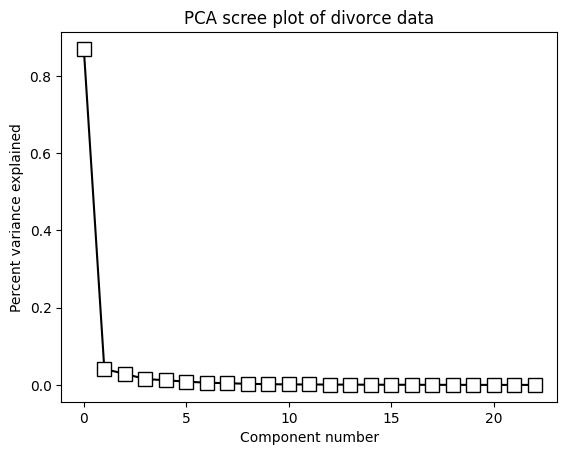 PCA scree plot of divorce data
Percent variance explained
0.8
0.6
0.4
0.2
0.0
0 5 10 15 20
Component number